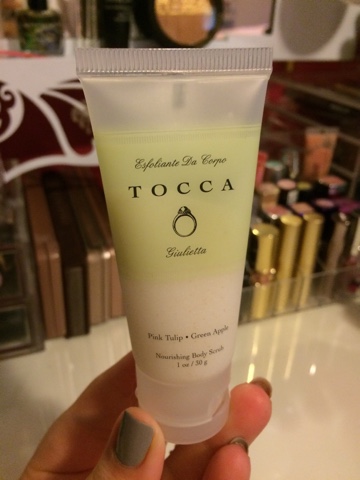 Esfoliante Da Corpo
TOCCA
Giulietta
Pink Tulip • Green Apple
Nourishing Body Scrub
1 oz / 30 g